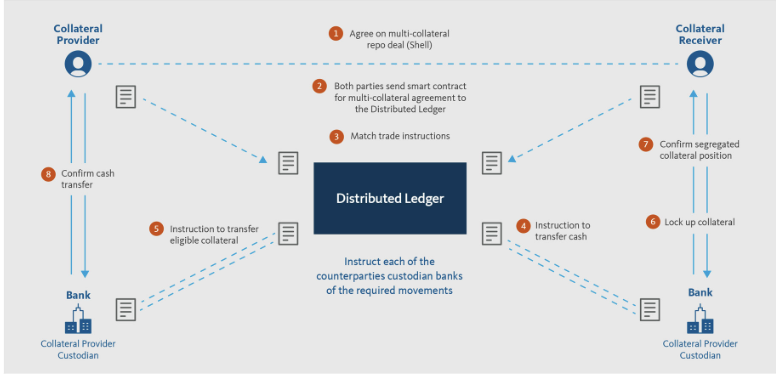 Collateral
Provider
1 Agree on multi-collateral
repo deal (Shell)
Collateral
Receiver
2 Both parties send smart contract
for multi-collateral agreement to
the Distributed Ledger
3 Match trade instructions
8 Confirm cash
transfer
7 Confirm segregated
collateral position
Distributed Ledger
5 Instruction to transfer
eligible collateral
4 Instruction to
transfer cash
6 Lock up collateral
Instruct each of the
counterparties custodian banks
of the required movements
Bank
Collateral Provider
Custodian
Bank
Collateral Provider
Custodian